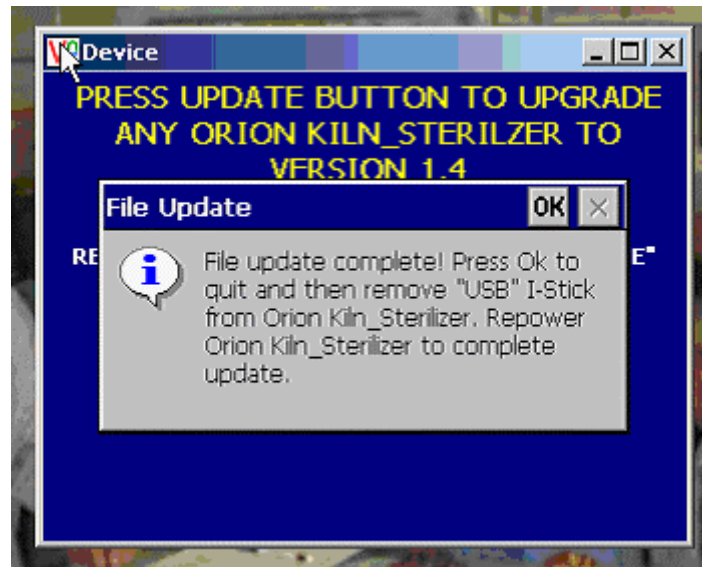 Device
PRESS UPDATE BUTTON TO UPGRADE
ANY ORION KILN_STERILZER TO
VERSION 1.4
File Update
OK
RE
E"
File update complete! Press Ok to
quit and then remove "USB" I-Stick
from Orion Kiln_Sterilizer. Repower
Orion Kiln_Sterilizer to complete
update.